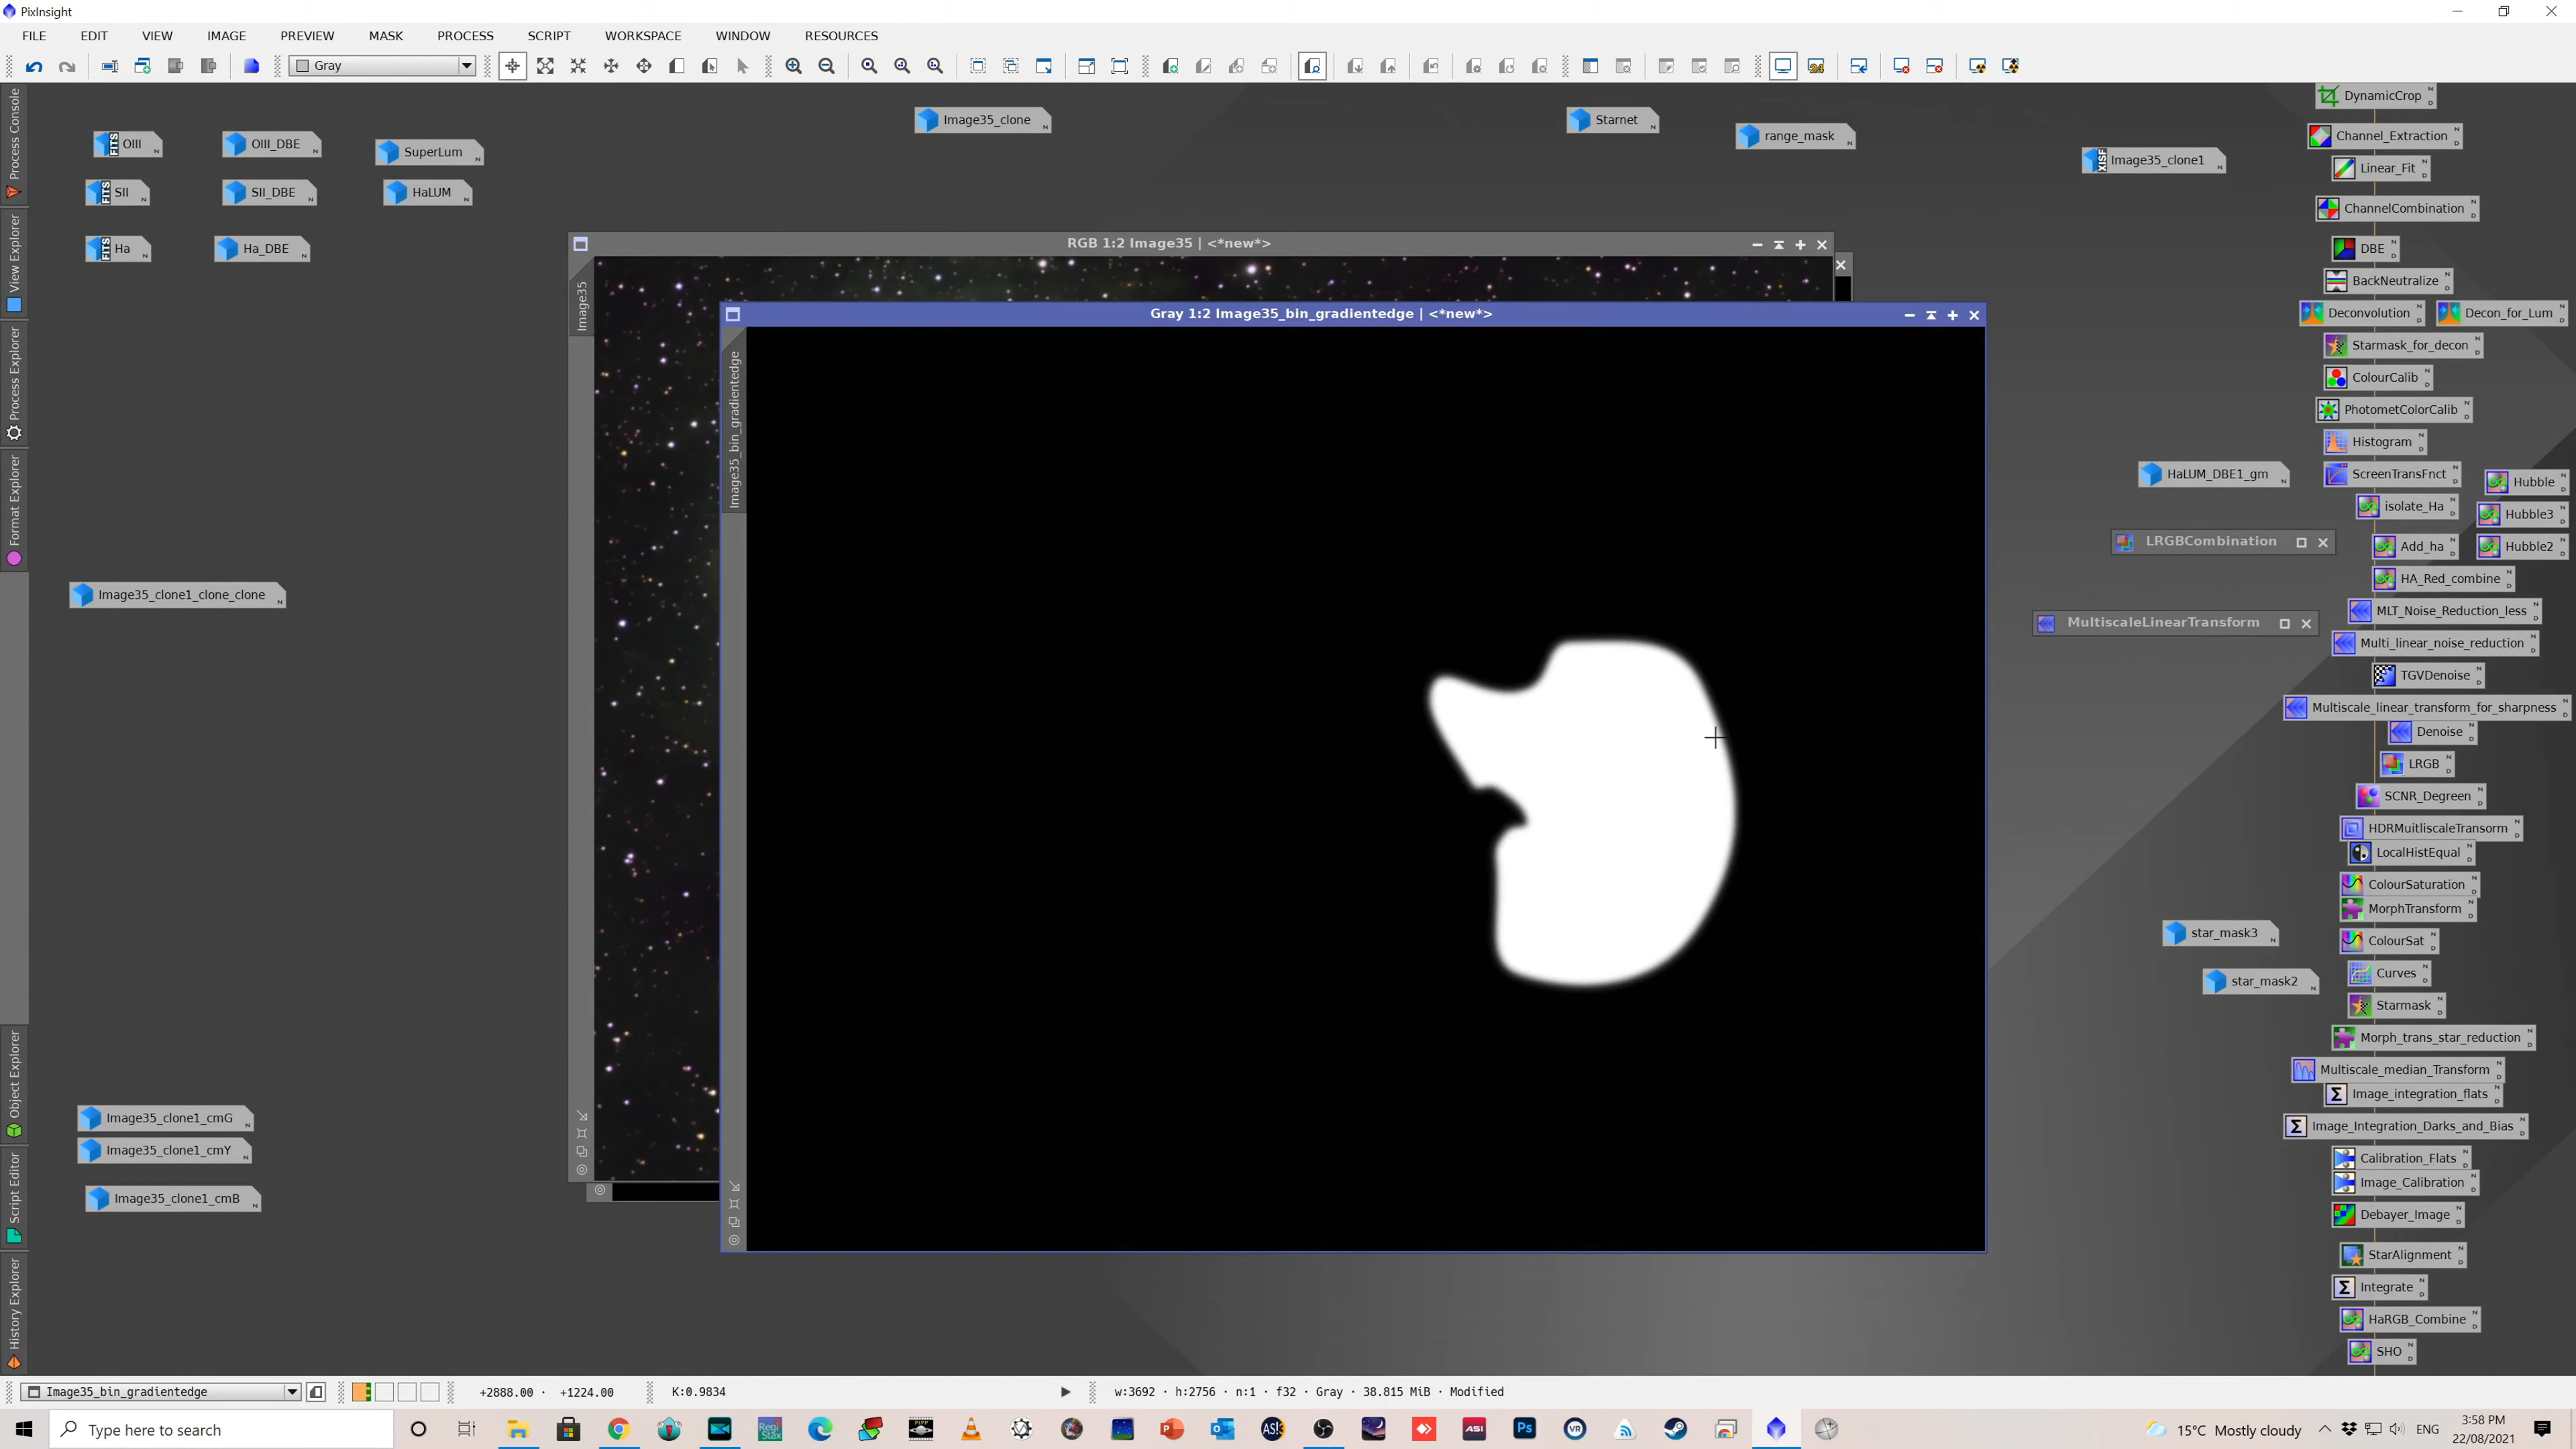 PixInsight
FILE EDIT VIEW IMAGE PREVIEW MASK PROCESS SCRIPT WORKSPACE WINDOW RESOURCES
Gray
Process Console
View Explorer
Process Explorer
Format Explorer
Object Explorer
Script Editor
History Explorer
OIII
OIII_DBE
SuperLum
SII
SII_DBE
HaLUM
Ha
Ha_DBE
Image35_clone
Starnet
range_mask
Image35_clone1
RGB 1:2 Image35 | <*new*>
Image35
Gray 1:2 Image35_bin_gradientedge | <*new*>
Image35_bin_gradientedge
Image35_clone1_clone_clone
Image35_clone1_cmG
Image35_clone1_cmY
Image35_clone1_cmB
HaLUM_DBE1_gm
LRGBCombination
MultiscaleLinearTransform
star_mask3
star_mask2
DynamicCrop
Channel_Extraction
Linear_Fit
ChannelCombination
DBE
BackNeutralize
Deconvolution
Decon_for_Lum
Starmask_for_decon
ColourCalib
PhotometColorCalib
Histogram
ScreenTransFnct
Hubble
isolate_Ha
Hubble3
Add_ha
Hubble2
HA_Red_combine
MLT_Noise_Reduction_less
Multi_linear_noise_reduction
TGVDenoise
Multiscale_linear_transform_for_sharpness
Denoise
LRGB
SCNR_Degreen
HDRMuitliscaleTransorm
LocalHistEqual
ColourSaturation
MorphTransform
ColourSat
Curves
Starmask
Morph_trans_star_reduction
Multiscale_median_Transform
Image_integration_flats
Image_Integration_Darks_and_Bias
Calibration_Flats
Image_Calibration
Debayer_Image
StarAlignment
Integrate
HaRGB_Combine
SHO
Image35_bin_gradientedge
+2888.00 · +1224.00
K:0.9834
w:3692 · h:2756 · n:1 · f32 · Gray · 38.815 MiB · Modified
Type here to search
15°C Mostly cloudy
ENG
3:58 PM
22/08/2021